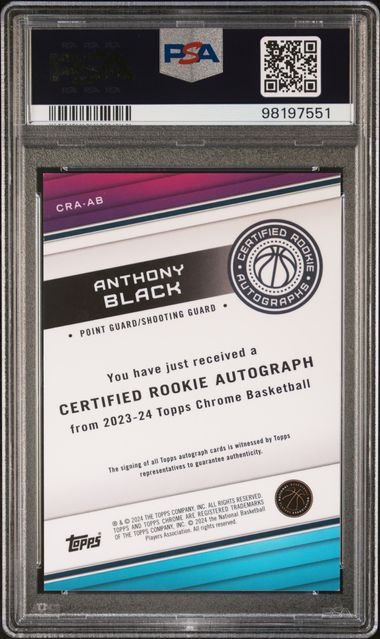 PSA
98197551
CRA-AB
ANTHONY
BLACK
• POINT GUARD/SHOOTING GUARD •
CERTIFIED ROOKIE
AUTOGRAPHS
You have just received a
CERTIFIED ROOKIE AUTOGRAPH
from 2023-24 Topps Chrome Basketball
The signing of all Topps autograph cards is witnessed by Topps
representatives to guarantee authenticity.
topps
® & © 2024 THE TOPPS COMPANY, INC. ALL RIGHTS RESERVED.
TOPPS AND TOPPS CHROME ARE REGISTERED TRADEMARKS
OF THE TOPPS COMPANY, INC. © 2024 the National Basketball
Players Association. All rights reserved.